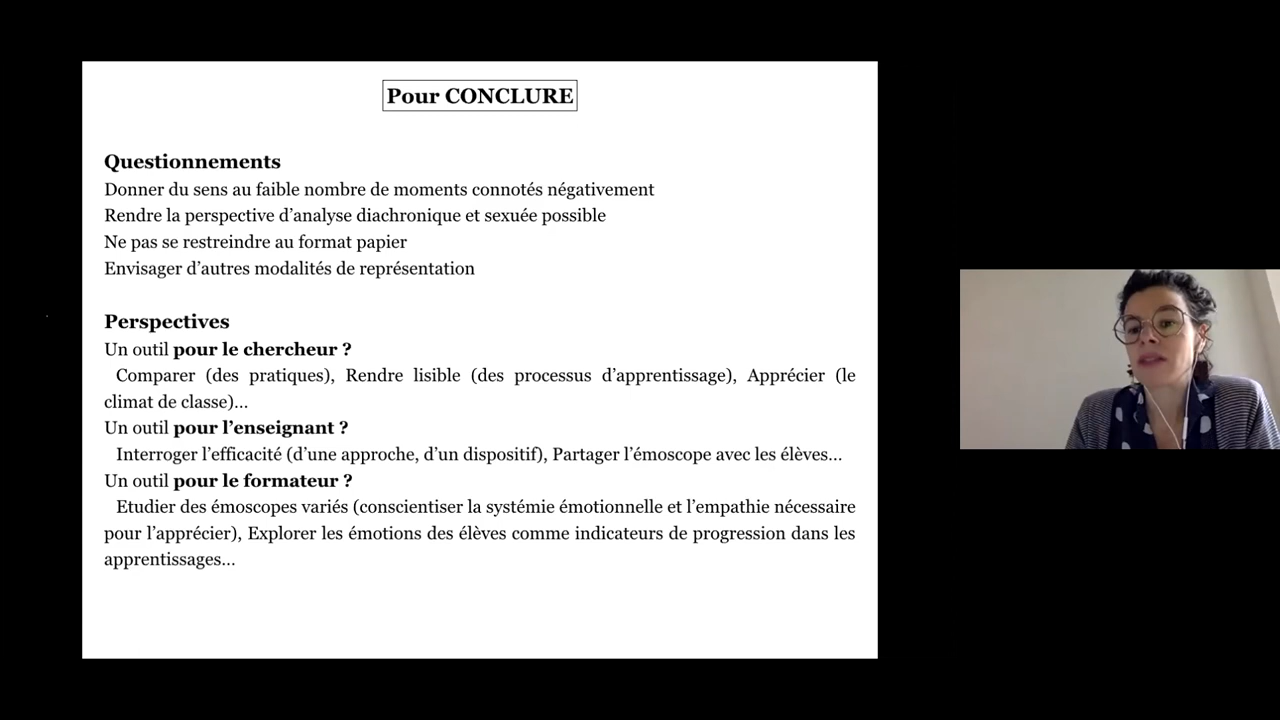 Pour CONCLURE
Questionnements
Donner du sens au faible nombre de moments connotés négativement
Rendre la perspective d’analyse diachronique et sexuée possible
Ne pas se restreindre au format papier
Envisager d’autres modalités de représentation
Perspectives
Un outil pour le chercheur ?
Comparer (des pratiques), Rendre lisible (des processus d’apprentissage), Apprécier (le
climat de classe)…
Un outil pour l’enseignant ?
Interroger l’efficacité (d’une approche, d’un dispositif), Partager l’émoscope avec les élèves…
Un outil pour le formateur ?
Etudier des émoscopes variés (conscientiser la systémie émotionnelle et l’empathie nécessaire
pour l’apprécier), Explorer les émotions des élèves comme indicateurs de progression dans les
apprentissages…